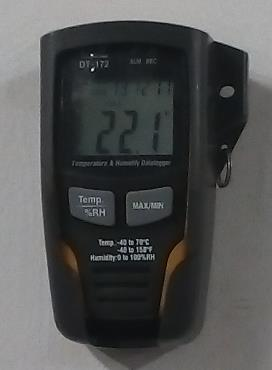 DT-172 ALM REC
22.1
Temperature & Humidity Datalogger
Temp.
%RH
MAX/MIN
Temp.-40 to 70°C
-40 to 158°F
Humidity:0 to 100%RH